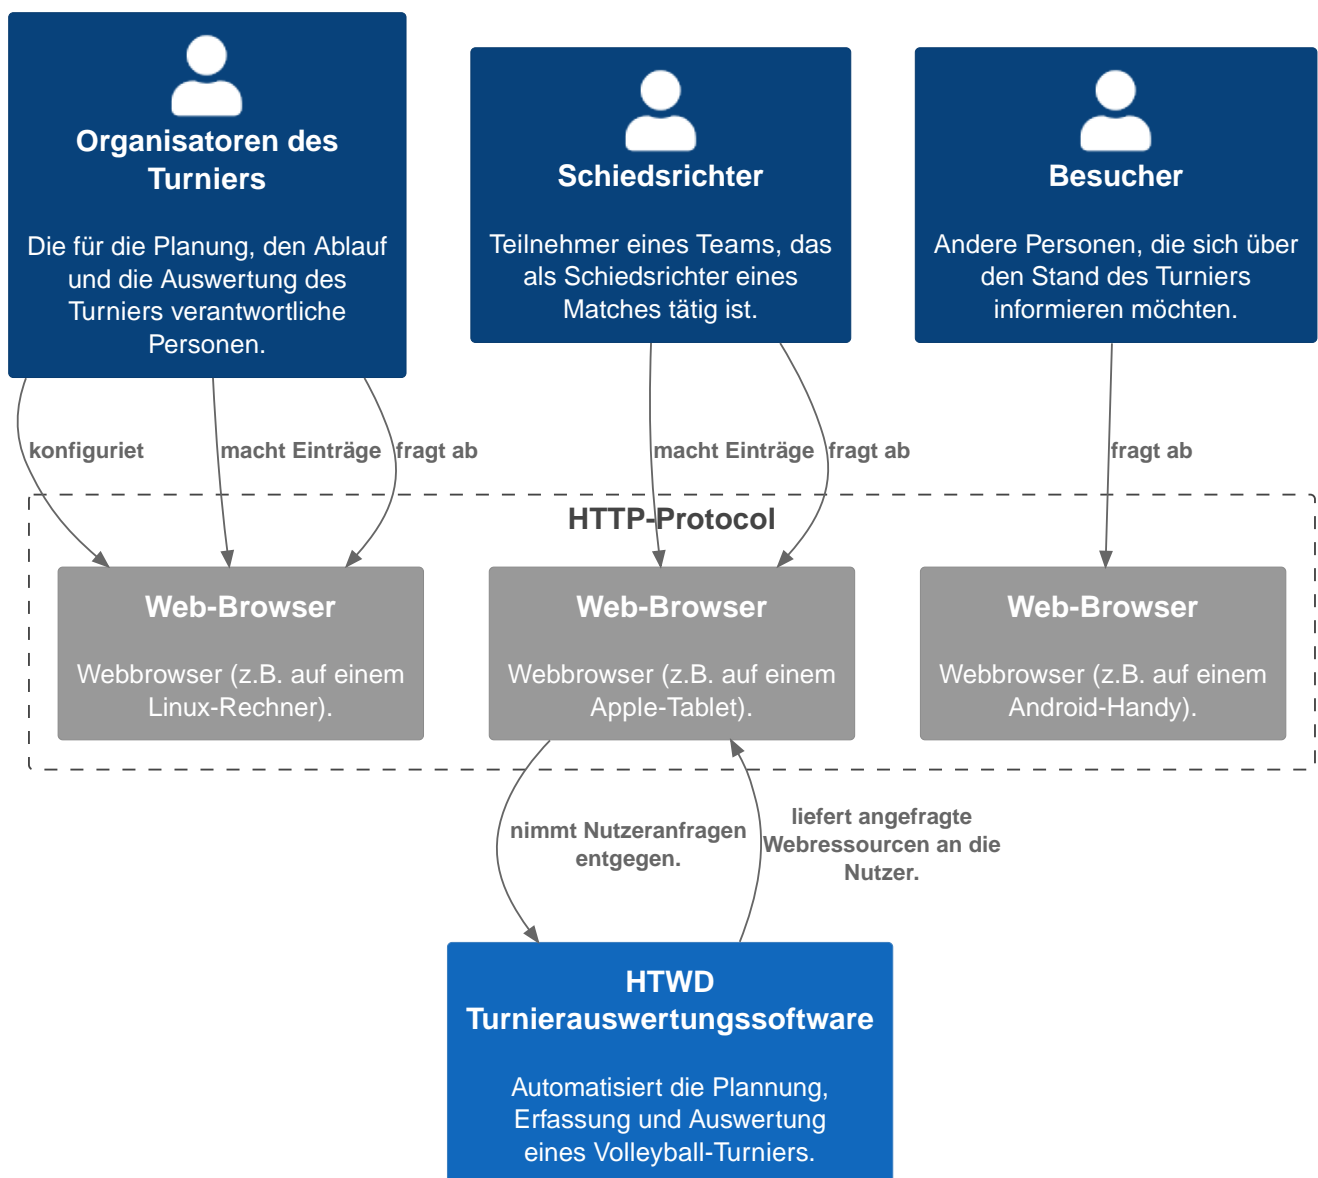 Organisatoren des
Turniers
Die für die Planung, den Ablauf
und die Auswertung des
Turniers verantwortliche
Personen.
Schiedsrichter
Teilnehmer eines Teams, das
als Schiedsrichter eines
Matches tätig ist.
Besucher
Andere Personen, die sich über
den Stand des Turniers
informieren möchten.
konfiguriet
macht Einträge
fragt ab
macht Einträge
fragt ab
fragt ab
HTTP-Protocol
Web-Browser
Webbrowser (z.B. auf einem
Linux-Rechner).
Web-Browser
Webbrowser (z.B. auf einem
Apple-Tablet).
Web-Browser
Webbrowser (z.B. auf einem
Android-Handy).
nimmt Nutzeranfragen
entgegen.
liefert angefragte
Webressourcen an die
Nutzer.
HTWD
Turnierauswertungssoftware
Automatisiert die Plannung,
Erfassung und Auswertung
eines Volleyball-Turniers.